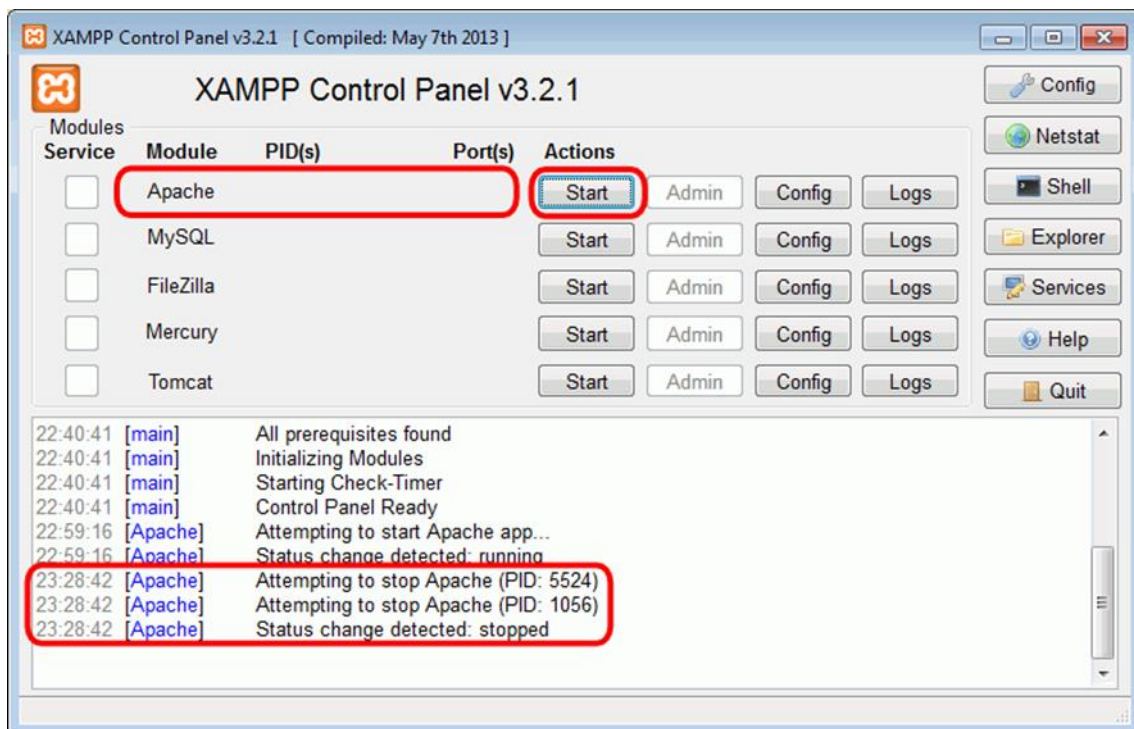 XAMPP Control Panel v3.2.1 [ Compiled: May 7th 2013 ]
XAMPP Control Panel v3.2.1
Config
Modules
Netstat
Service Module PID(s) Port(s) Actions
Apache Start Admin Config Logs
Shell
MySQL Start Admin Config Logs
Explorer
FileZilla Start Admin Config Logs
Services
Mercury Start Admin Config Logs
Help
Tomcat Start Admin Config Logs
Quit
22:40:41 [main] All prerequisites found
22:40:41 [main] Initializing Modules
22:40:41 [main] Starting Check-Timer
22:40:41 [main] Control Panel Ready
22:59:16 [Apache] Attempting to start Apache app...
22:59:16 [Apache] Status change detected: running
23:28:42 [Apache] Attempting to stop Apache (PID: 5524)
23:28:42 [Apache] Attempting to stop Apache (PID: 1056)
23:28:42 [Apache] Status change detected: stopped